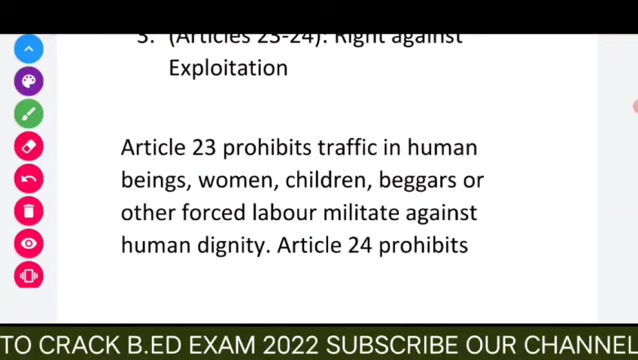 3. (Articles 23-24): Right against
Exploitation
Article 23 prohibits traffic in human
beings, women, children, beggars or
other forced labour militate against
human dignity. Article 24 prohibits
TO CRACK B.ED EXAM 2022 SUBSCRIBE OUR CHANNEL